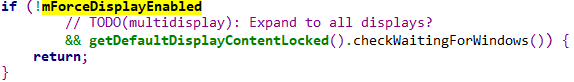 if (!mForceDisplayEnabled
// TODO(multidisplay): Expand to all displays?
&& getDefaultDisplayContentLocked().checkWaitingForWindows()) {
return;
}